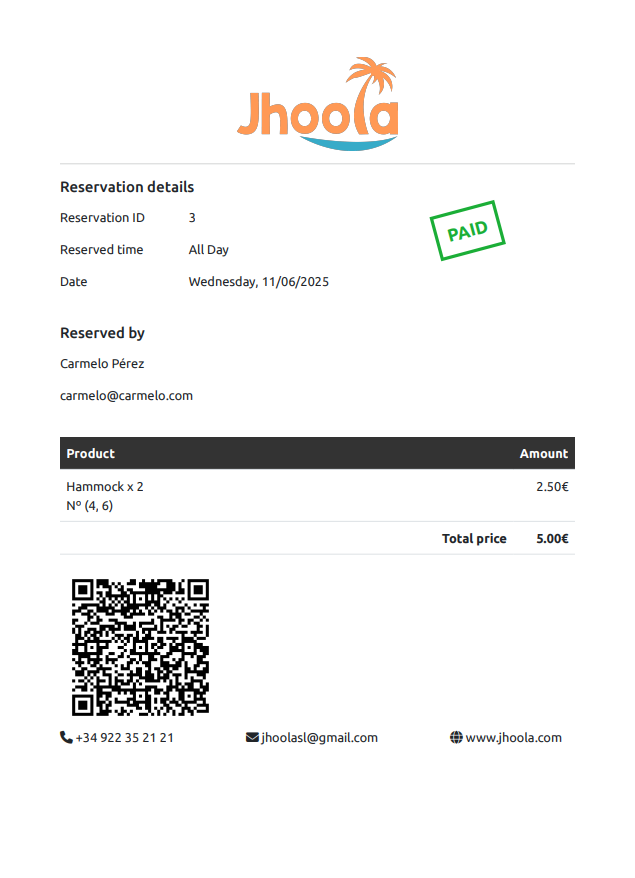 Jhoola
Reservation details
Reservation ID 3
PAID
Reserved time All Day
Date Wednesday, 11/06/2025
Reserved by
Carmelo Pérez
carmelo@carmelo.com
Product Amount
Hammock x 2 2.50€
Nº (4, 6)
Total price 5.00€
+34 922 35 21 21 jhoolasl@gmail.com www.jhoola.com